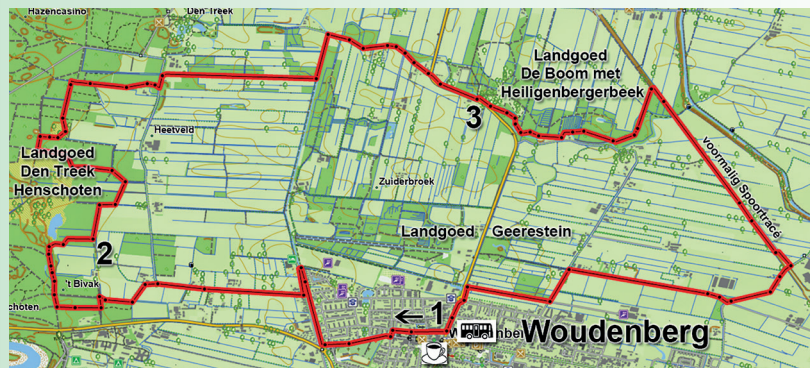 Hazencasino
Den Treek
Landgoed
De Boom met
Heiligenbergerbeek
3
Heetveld
voormalig Spoortracé
Landgoed
Den Treek
Henschoten
Zuiderbroek
Landgoed Geerestein
2
't Bivak
choten
1
Woudenberg